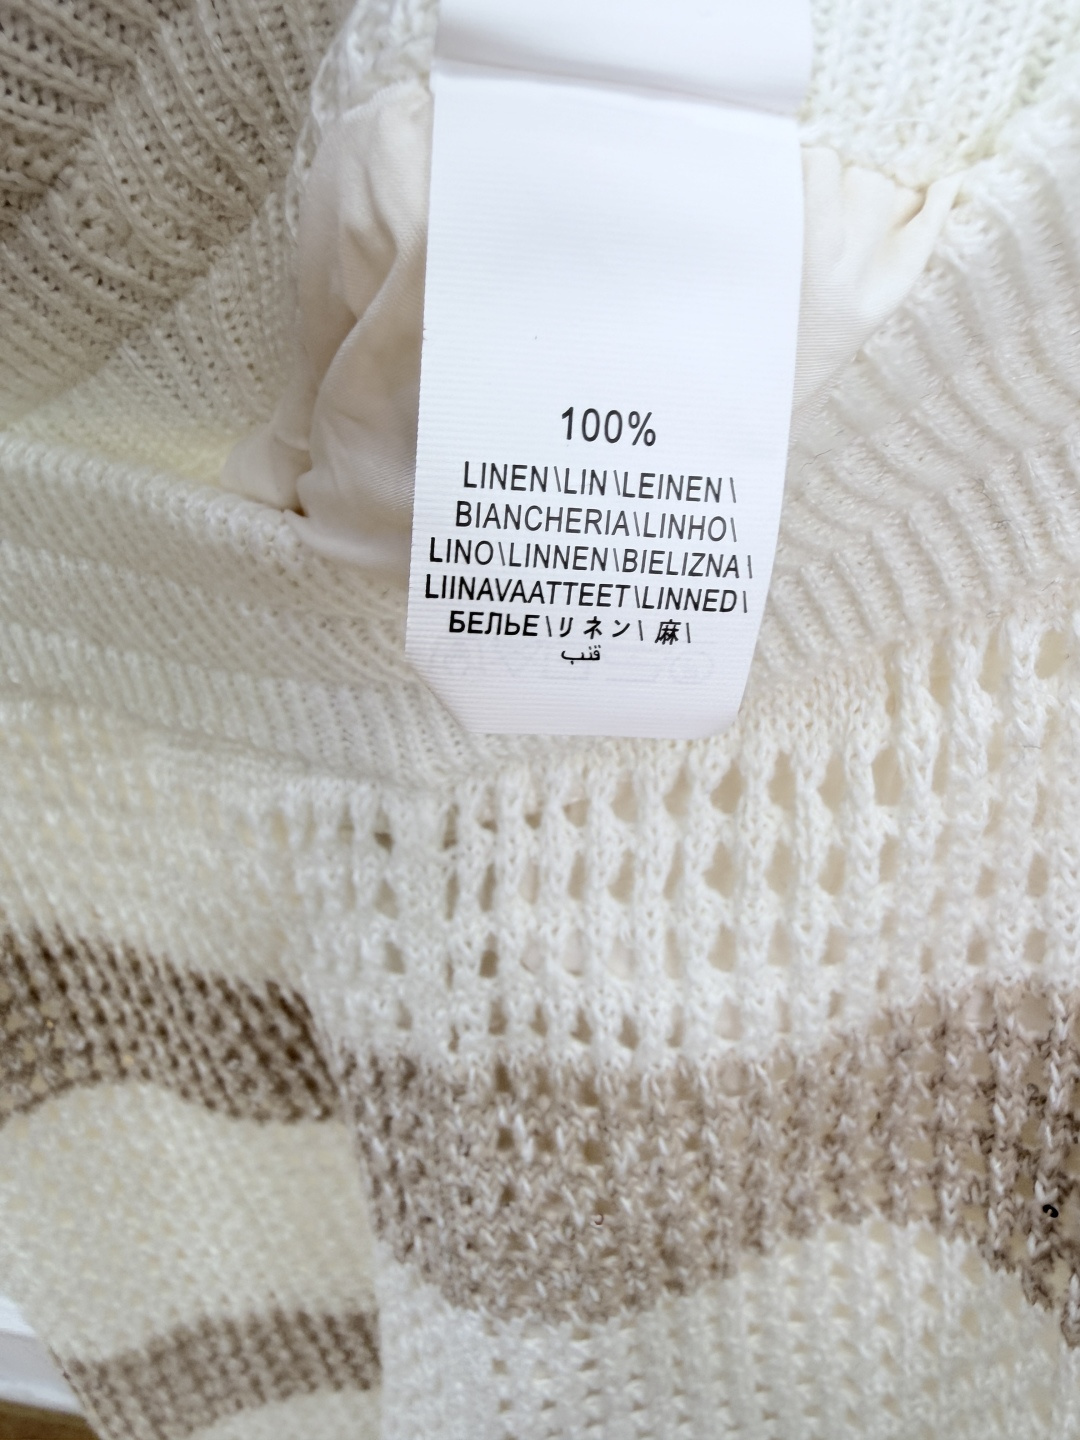 100%
LINEN\LIN\LEINEN\
BIANCHERIA\LINHO\
LINO\LINNEN\BIELIZNA\
LIINAVAATTEET\LINNED\
БЕЛЬЕ\リネン\ 麻\
قنب